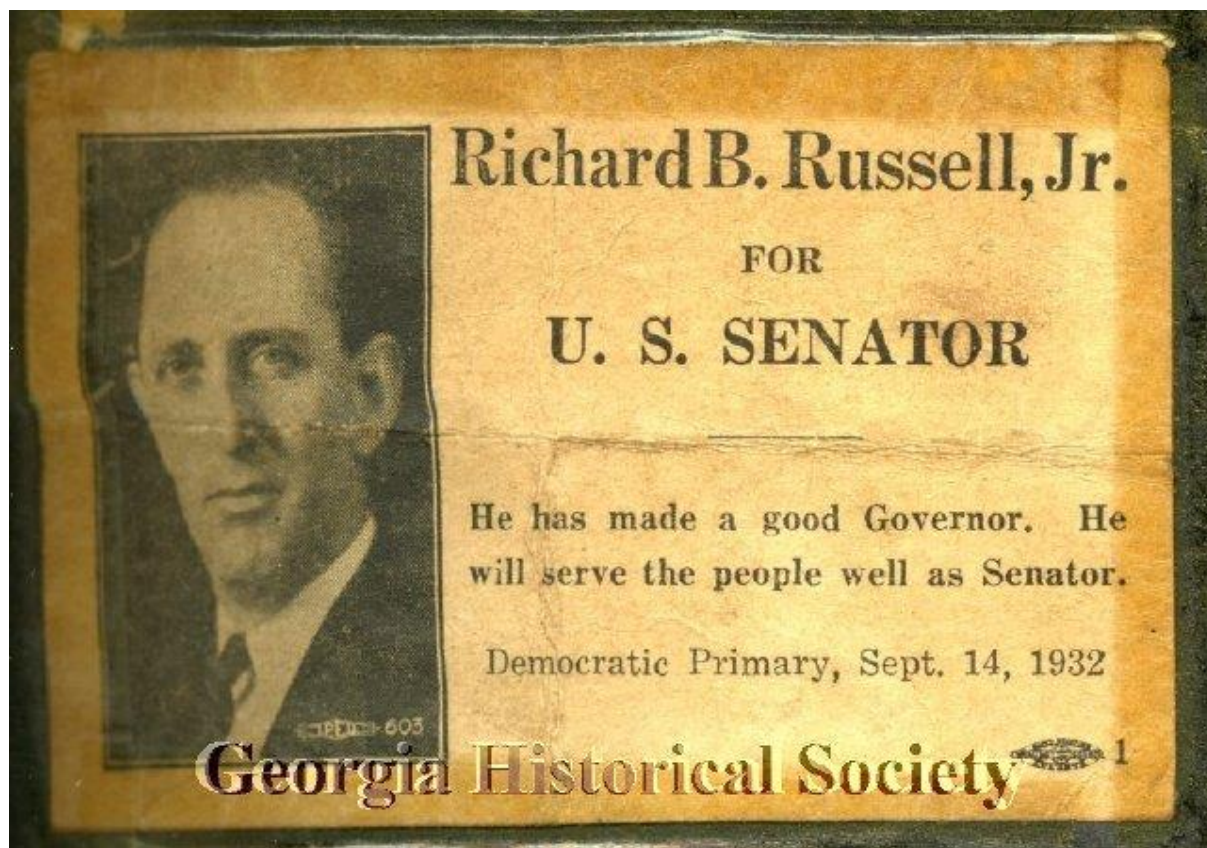 Richard B. Russell, Jr.
FOR
U. S. SENATOR
He has made a good Governor. He
will serve the people well as Senator.
Democratic Primary, Sept. 14, 1932
603
1
Georgia Historical Society